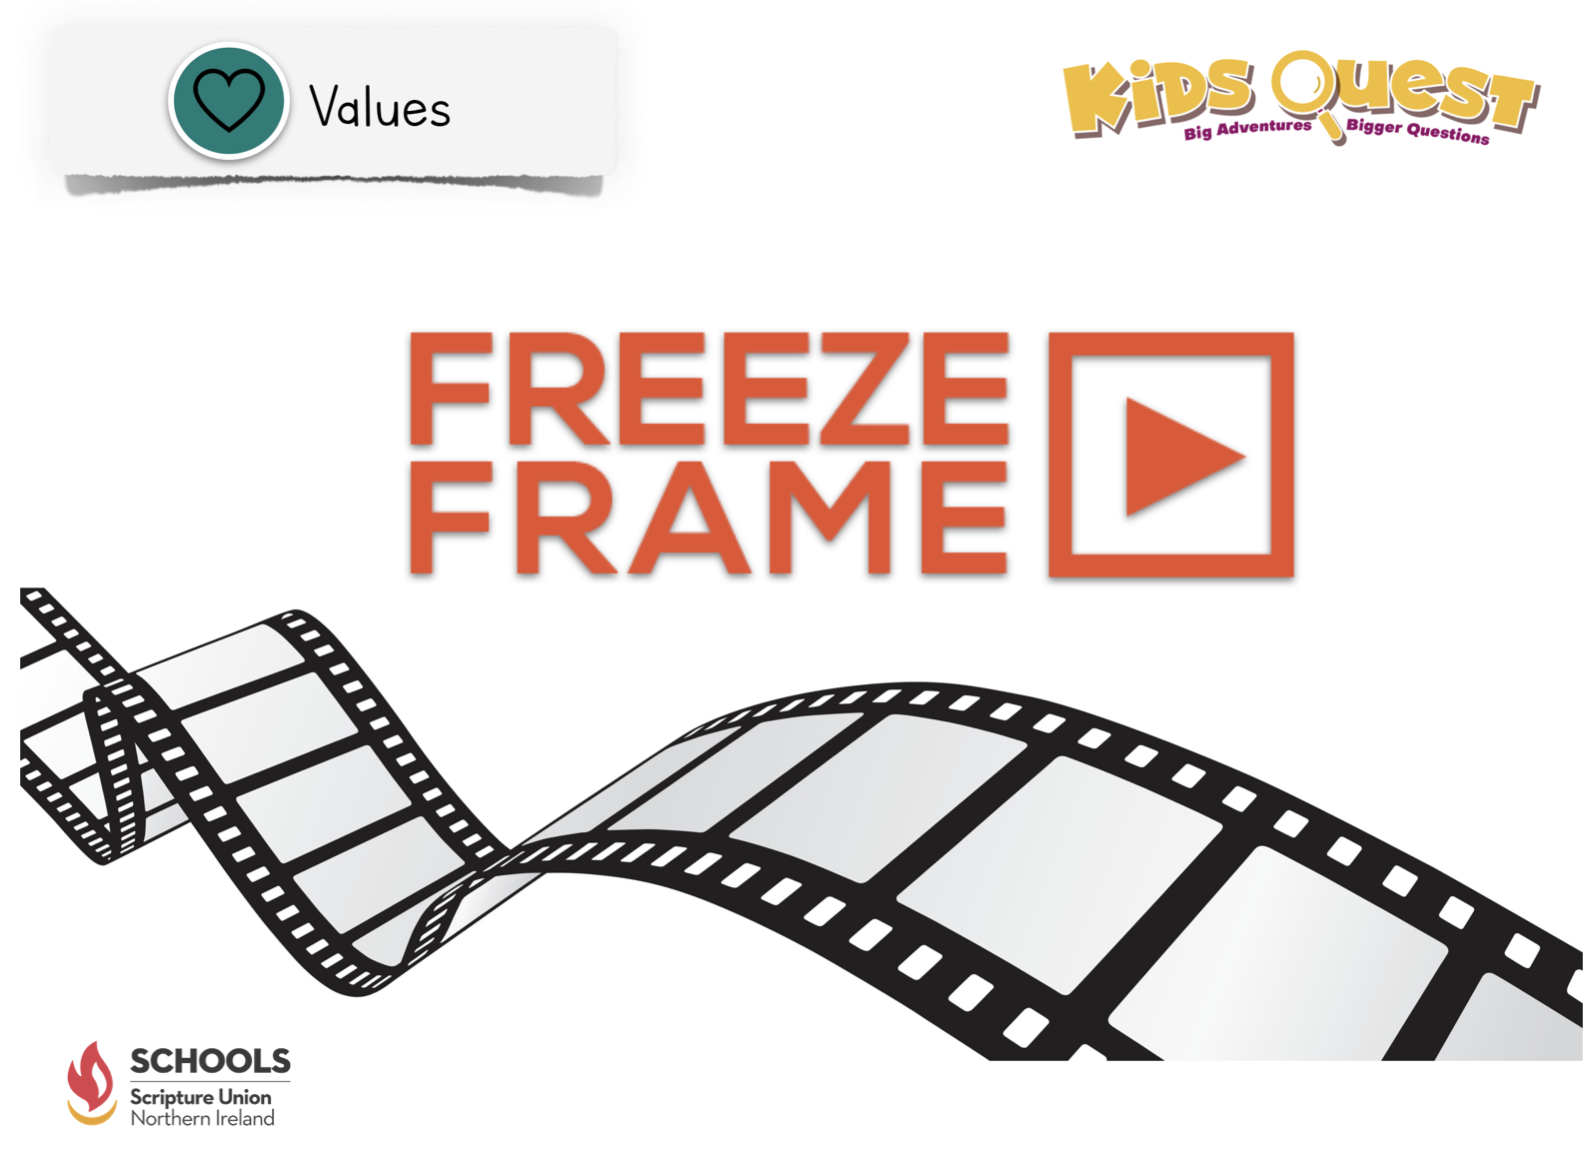 Values
KiDS QUeST
Big Adventures Bigger Questions
FREEZE
FRAME
SCHOOLS
Scripture Union
Northern Ireland